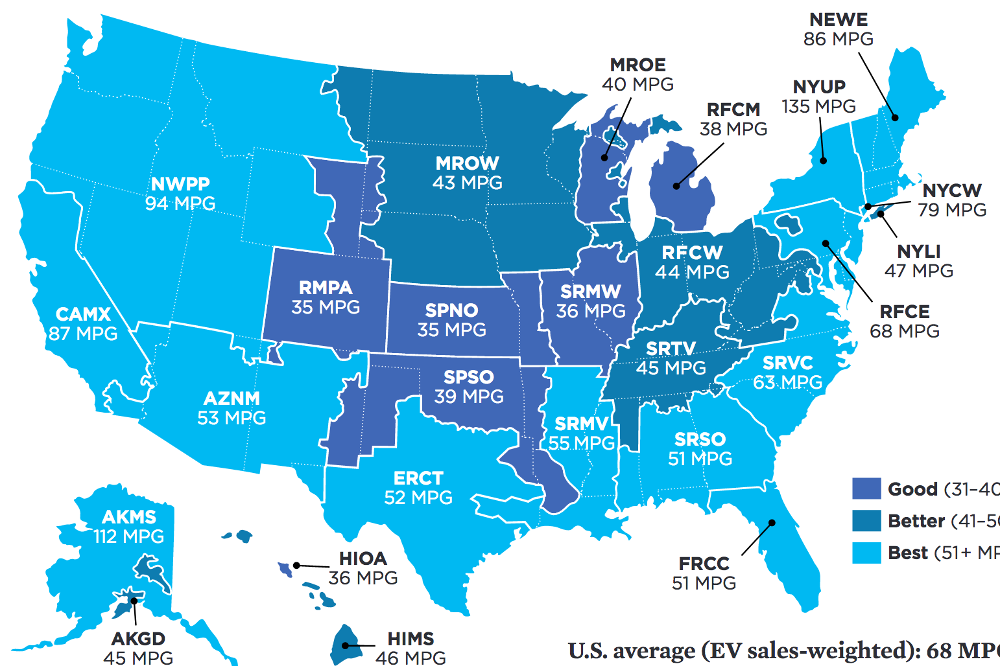 NEWE
86 MPG
MROE
40 MPG
NYUP
135 MPG
RFCM
38 MPG
MROW
43 MPG
NWPP
94 MPG
NYCW
79 MPG
NYLI
47 MPG
RFCW
44 MPG
RMPA
35 MPG
SPNO
35 MPG
SRMW
36 MPG
CAMX
87 MPG
RFCE
68 MPG
SRTV
45 MPG
SRVC
63 MPG
SPSO
39 MPG
AZNM
53 MPG
SRMV
55 MPG
SRSO
51 MPG
ERCT
52 MPG
Good (31–40
Better (41–50
Best (51+ MP
AKMS
112 MPG
HIOA
36 MPG
FRCC
51 MPG
AKGD
45 MPG
HIMS
46 MPG
U.S. average (EV sales-weighted): 68 MPG